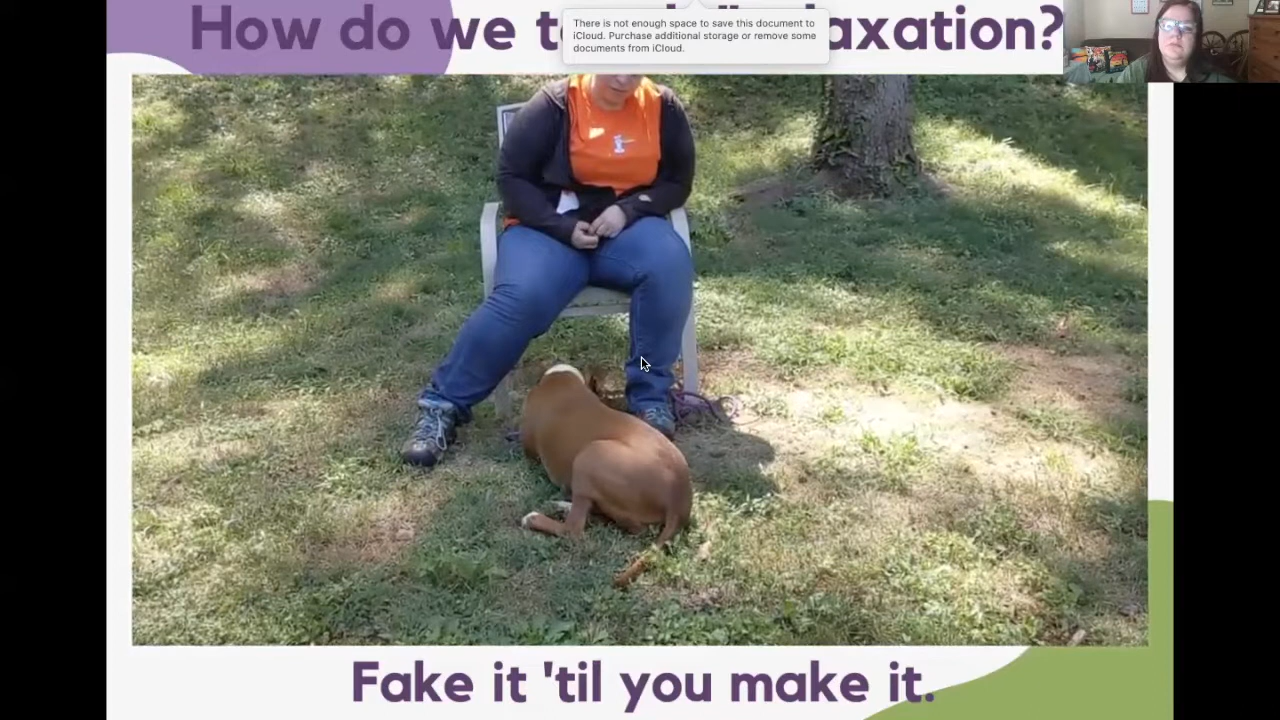 How do we t
axation?
There is not enough space to save this document to
iCloud. Purchase additional storage or remove some
documents from iCloud.
Fake it 'til you make it.